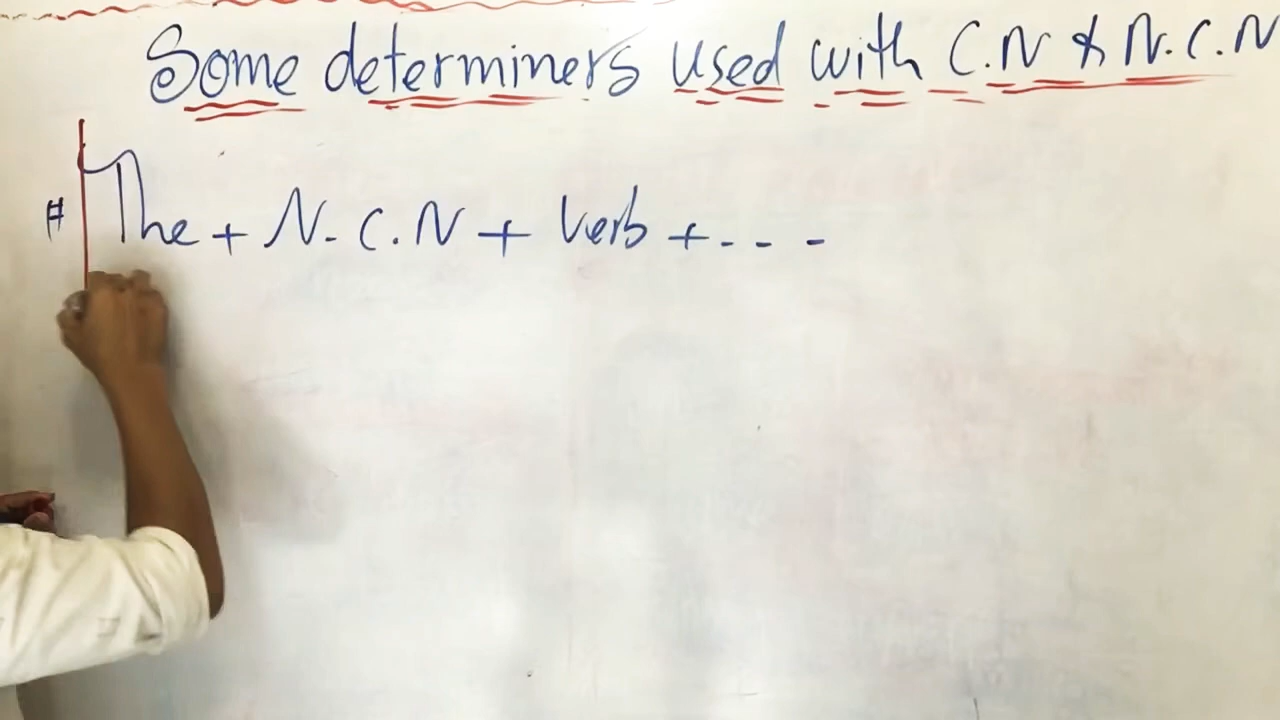 Some determiners used with C.N & N.C.N
# The + N.C.N + Verb + - - -